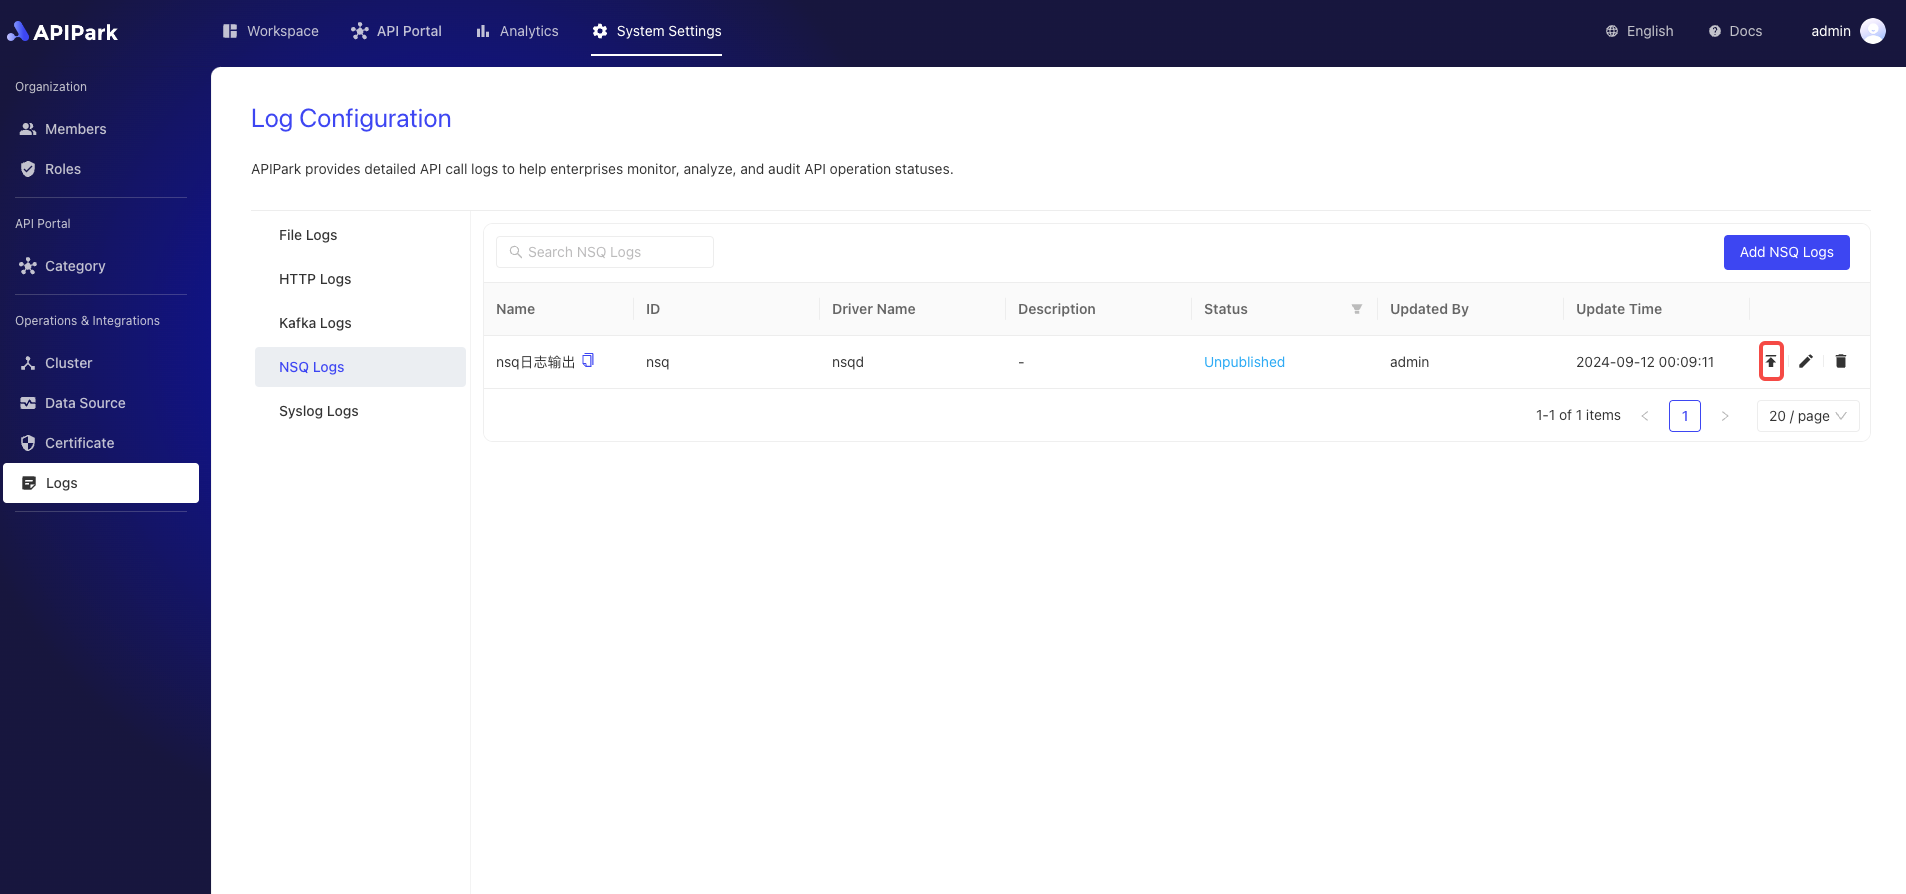 APIPark
Workspace
API Portal
Analytics
System Settings
English
Docs
admin
Organization
Members
Roles
API Portal
Category
Operations & Integrations
Cluster
Data Source
Certificate
Logs
Log Configuration
APIPark provides detailed API call logs to help enterprises monitor, analyze, and audit API operation statuses.
File Logs
HTTP Logs
Kafka Logs
NSQ Logs
Syslog Logs
Search NSQ Logs
Add NSQ Logs
Name ID Driver Name Description Status Updated By Update Time
nsq日志输出 nsq nsqd - Unpublished admin 2024-09-12 00:09:11
1-1 of 1 items < 1 > 20 / page